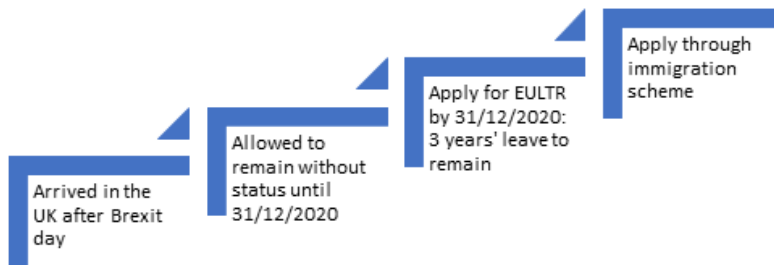 Arrived in the
UK after Brexit
day
Allowed to
remain without
status until
31/12/2020
Apply for EULTR
by 31/12/2020:
3 years' leave to
remain
Apply through
immigration
scheme